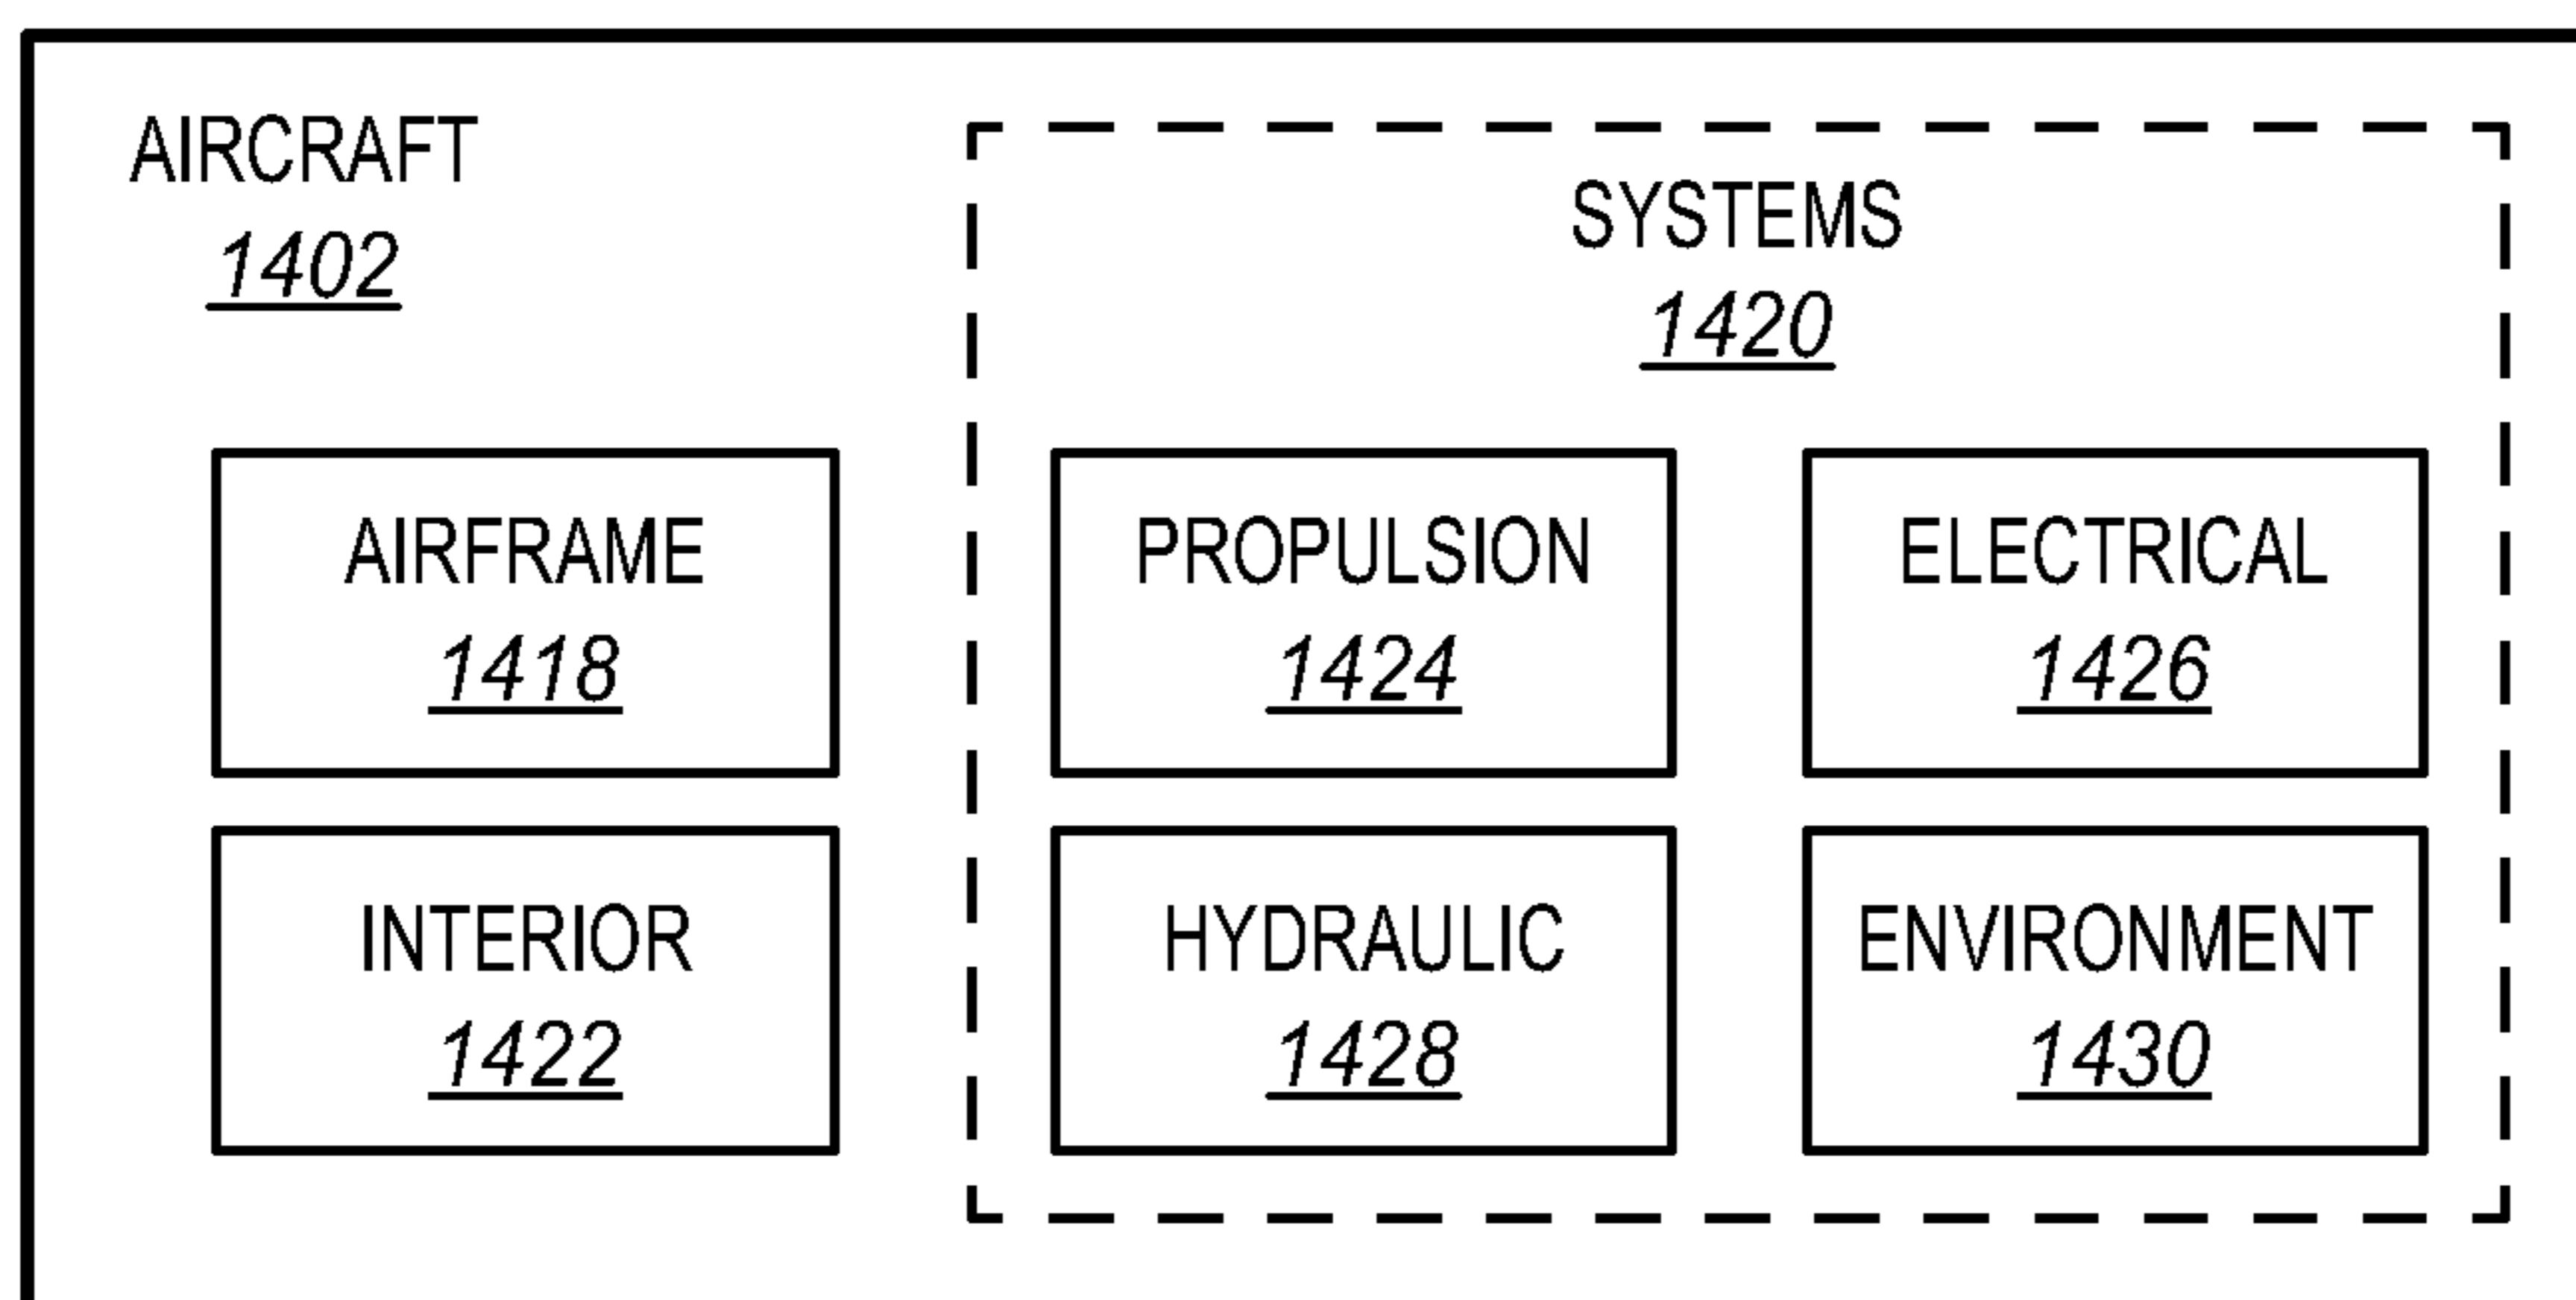 AIRCRAFT
1402
SYSTEMS
1420
AIRFRAME
1418
PROPULSION
1424
ELECTRICAL
1426
INTERIOR
1422
HYDRAULIC
1428
ENVIRONMENT
1430